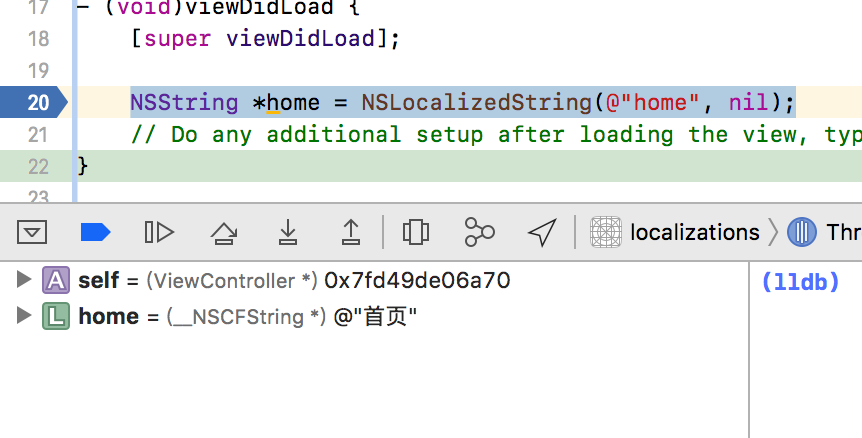 17 - (void)viewDidLoad {
18 [super viewDidLoad];
19
20 NSString *home = NSLocalizedString(@"home", nil);
21 // Do any additional setup after loading the view, typ
22 }
23
localizations Thr
A self = (ViewController *) 0x7fd49de06a70
(lldb)
L home = (__NSCFString *) @"首页"